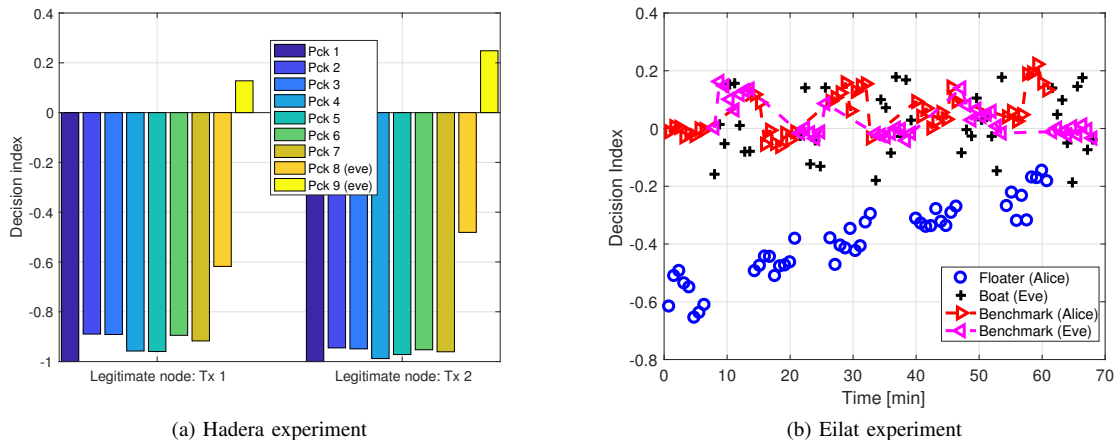 0.4
0.2
0
-0.2
-0.4
-0.6
-0.8
-1
Decision index
Pck 1
Pck 2
Pck 3
Pck 4
Pck 5
Pck 6
Pck 7
Pck 8 (eve)
Pck 9 (eve)
Legitimate node: Tx 1
Legitimate node: Tx 2
(a) Hadera experiment
0.4
0.2
0
-0.2
-0.4
-0.6
-0.8
Decision Index
Floater (Alice)
Boat (Eve)
Benchmark (Alice)
Benchmark (Eve)
0 10 20 30 40 50 60 70
Time [min]
(b) Eilat experiment